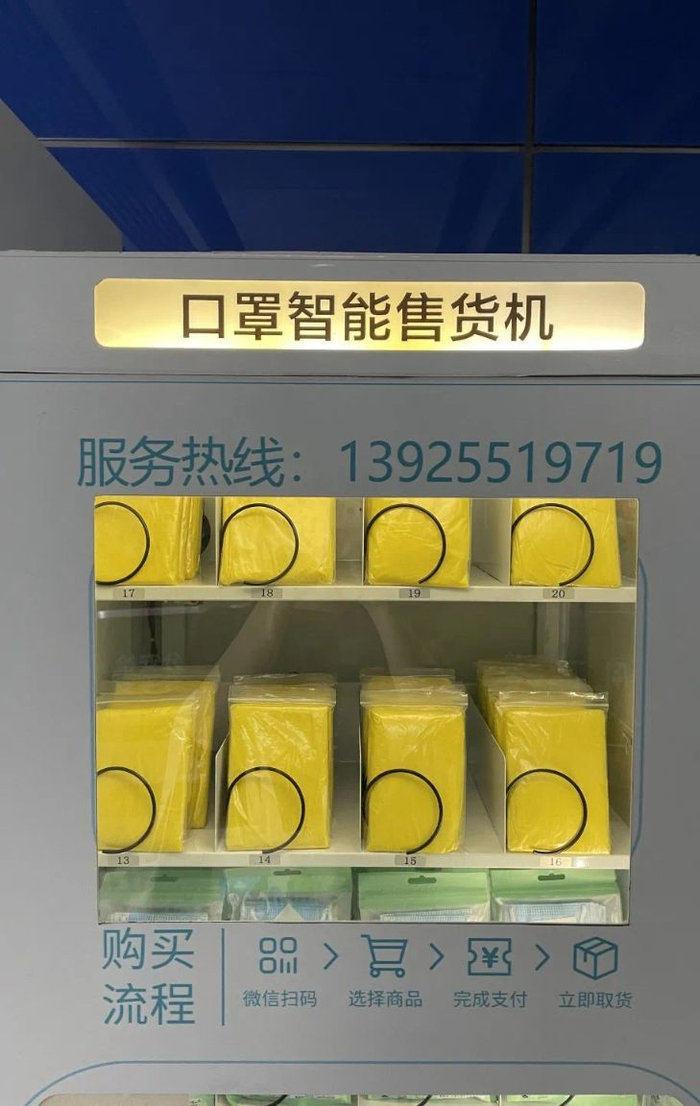 口罩智能售货机
服务热线：13925519719
17 18 19 20
13 14 15 16
购买
流程
微信扫码 > 选择商品 > 完成支付 > 立即取货